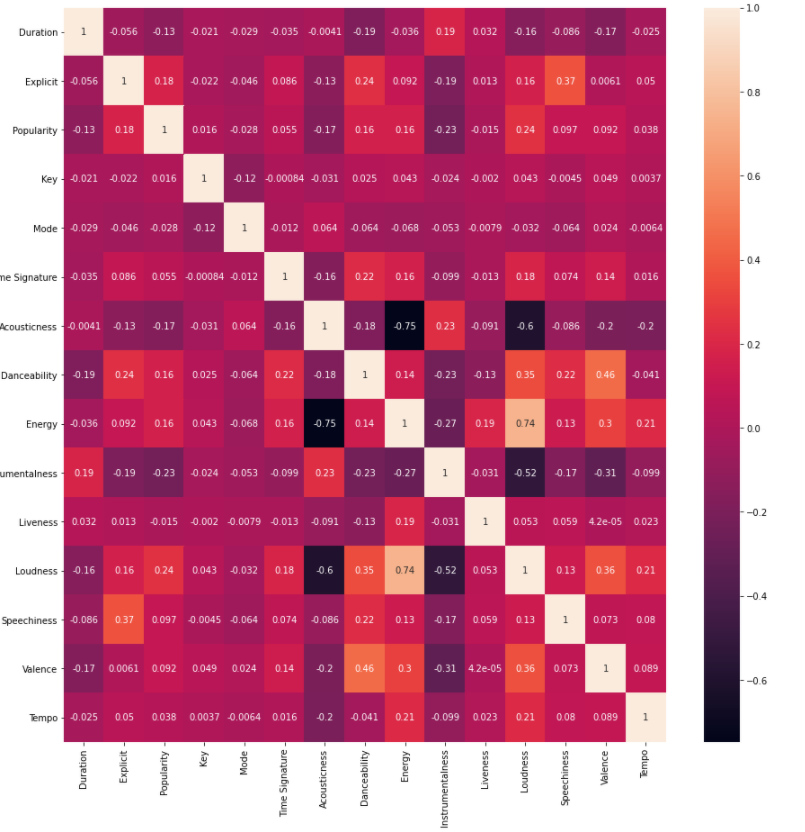 Duration 1 -0.056 -0.13 -0.021 -0.029 -0.035 -0.0041 -0.19 -0.036 0.19 0.032 -0.16 -0.086 -0.17 -0.025
Explicit -0.056 1 0.18 -0.022 -0.046 0.086 -0.13 0.24 0.092 -0.19 0.013 0.16 0.37 0.0061 0.05
Popularity -0.13 0.18 1 0.016 -0.028 0.055 -0.17 0.16 0.16 -0.23 -0.015 0.24 0.097 0.092 0.038
Key -0.021 -0.022 0.016 1 -0.12 -0.00084 -0.031 0.025 0.043 -0.024 -0.002 0.043 -0.0045 0.049 0.0037
Mode -0.029 -0.046 -0.028 -0.12 1 -0.012 0.064 -0.064 -0.068 -0.053 -0.0079 -0.032 -0.064 0.024 -0.0064
me Signature -0.035 0.086 0.055 -0.00084 -0.012 1 -0.16 0.22 0.16 -0.099 -0.013 0.18 0.074 0.14 0.016
Acousticness -0.0041 -0.13 -0.17 -0.031 0.064 -0.16 1 -0.18 -0.75 0.23 -0.091 -0.6 -0.086 -0.2 -0.2
Danceability -0.19 0.24 0.16 0.025 -0.064 0.22 -0.18 1 0.14 -0.23 -0.13 0.35 0.22 0.46 -0.041
Energy -0.036 0.092 0.16 0.043 -0.068 0.16 -0.75 0.14 1 -0.27 0.19 0.74 0.13 0.3 0.21
umentalness 0.19 -0.19 -0.23 -0.024 -0.053 -0.099 0.23 -0.23 -0.27 1 -0.031 -0.52 -0.17 -0.31 -0.099
Liveness 0.032 0.013 -0.015 -0.002 -0.0079 -0.013 -0.091 -0.13 0.19 -0.031 1 0.053 0.059 4.2e-05 0.023
Loudness -0.16 0.16 0.24 0.043 -0.032 0.18 -0.6 0.35 0.74 -0.52 0.053 1 0.13 0.36 0.21
Speechiness -0.086 0.37 0.097 -0.0045 -0.064 0.074 -0.086 0.22 0.13 -0.17 0.059 0.13 1 0.073 0.08
Valence -0.17 0.0061 0.092 0.049 0.024 0.14 -0.2 0.46 0.3 -0.31 4.2e-05 0.36 0.073 1 0.089
Tempo -0.025 0.05 0.038 0.0037 -0.0064 0.016 -0.2 -0.041 0.21 -0.099 0.023 0.21 0.08 0.089 1
Duration
Explicit
Popularity
Key
Mode
Time Signature
Acousticness
Danceability
Energy
Instrumentalness
Liveness
Loudness
Speechiness
Valence
Tempo
1.0
0.8
0.6
0.4
0.2
0.0
−0.2
−0.4
−0.6